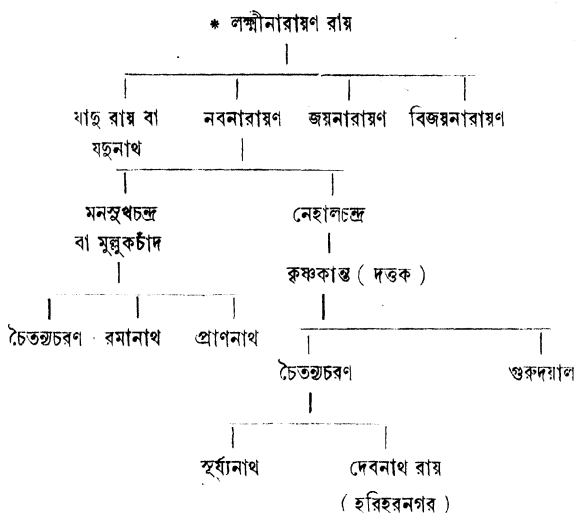 * লক্ষ্মীনারায়ণ রায়
যাদু রায় বা নবনারায়ণ জয়নারায়ণ বিজয়নারায়ণ
যদুনাথ
মনসুখচন্দ্র নেহালচন্দ্র
বা মুল্লুকচাঁদ
কৃষ্ণকান্ত ( দত্তক )
চৈতন্যচরণ রমানাথ প্রাণনাথ
চৈতন্যচরণ গুরুদয়াল
সূর্য্যনাথ দেবনাথ রায়
( হরিহরনগর )